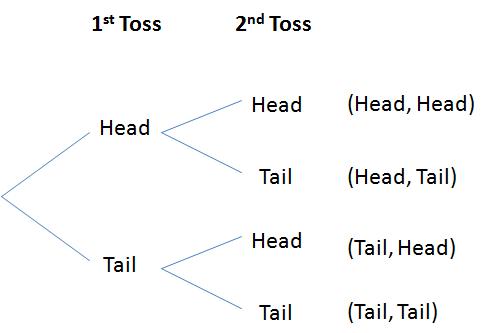 1st Toss 2nd Toss
Head (Head, Head)
Head
Tail (Head, Tail)
Head (Tail, Head)
Tail
Tail (Tail, Tail)